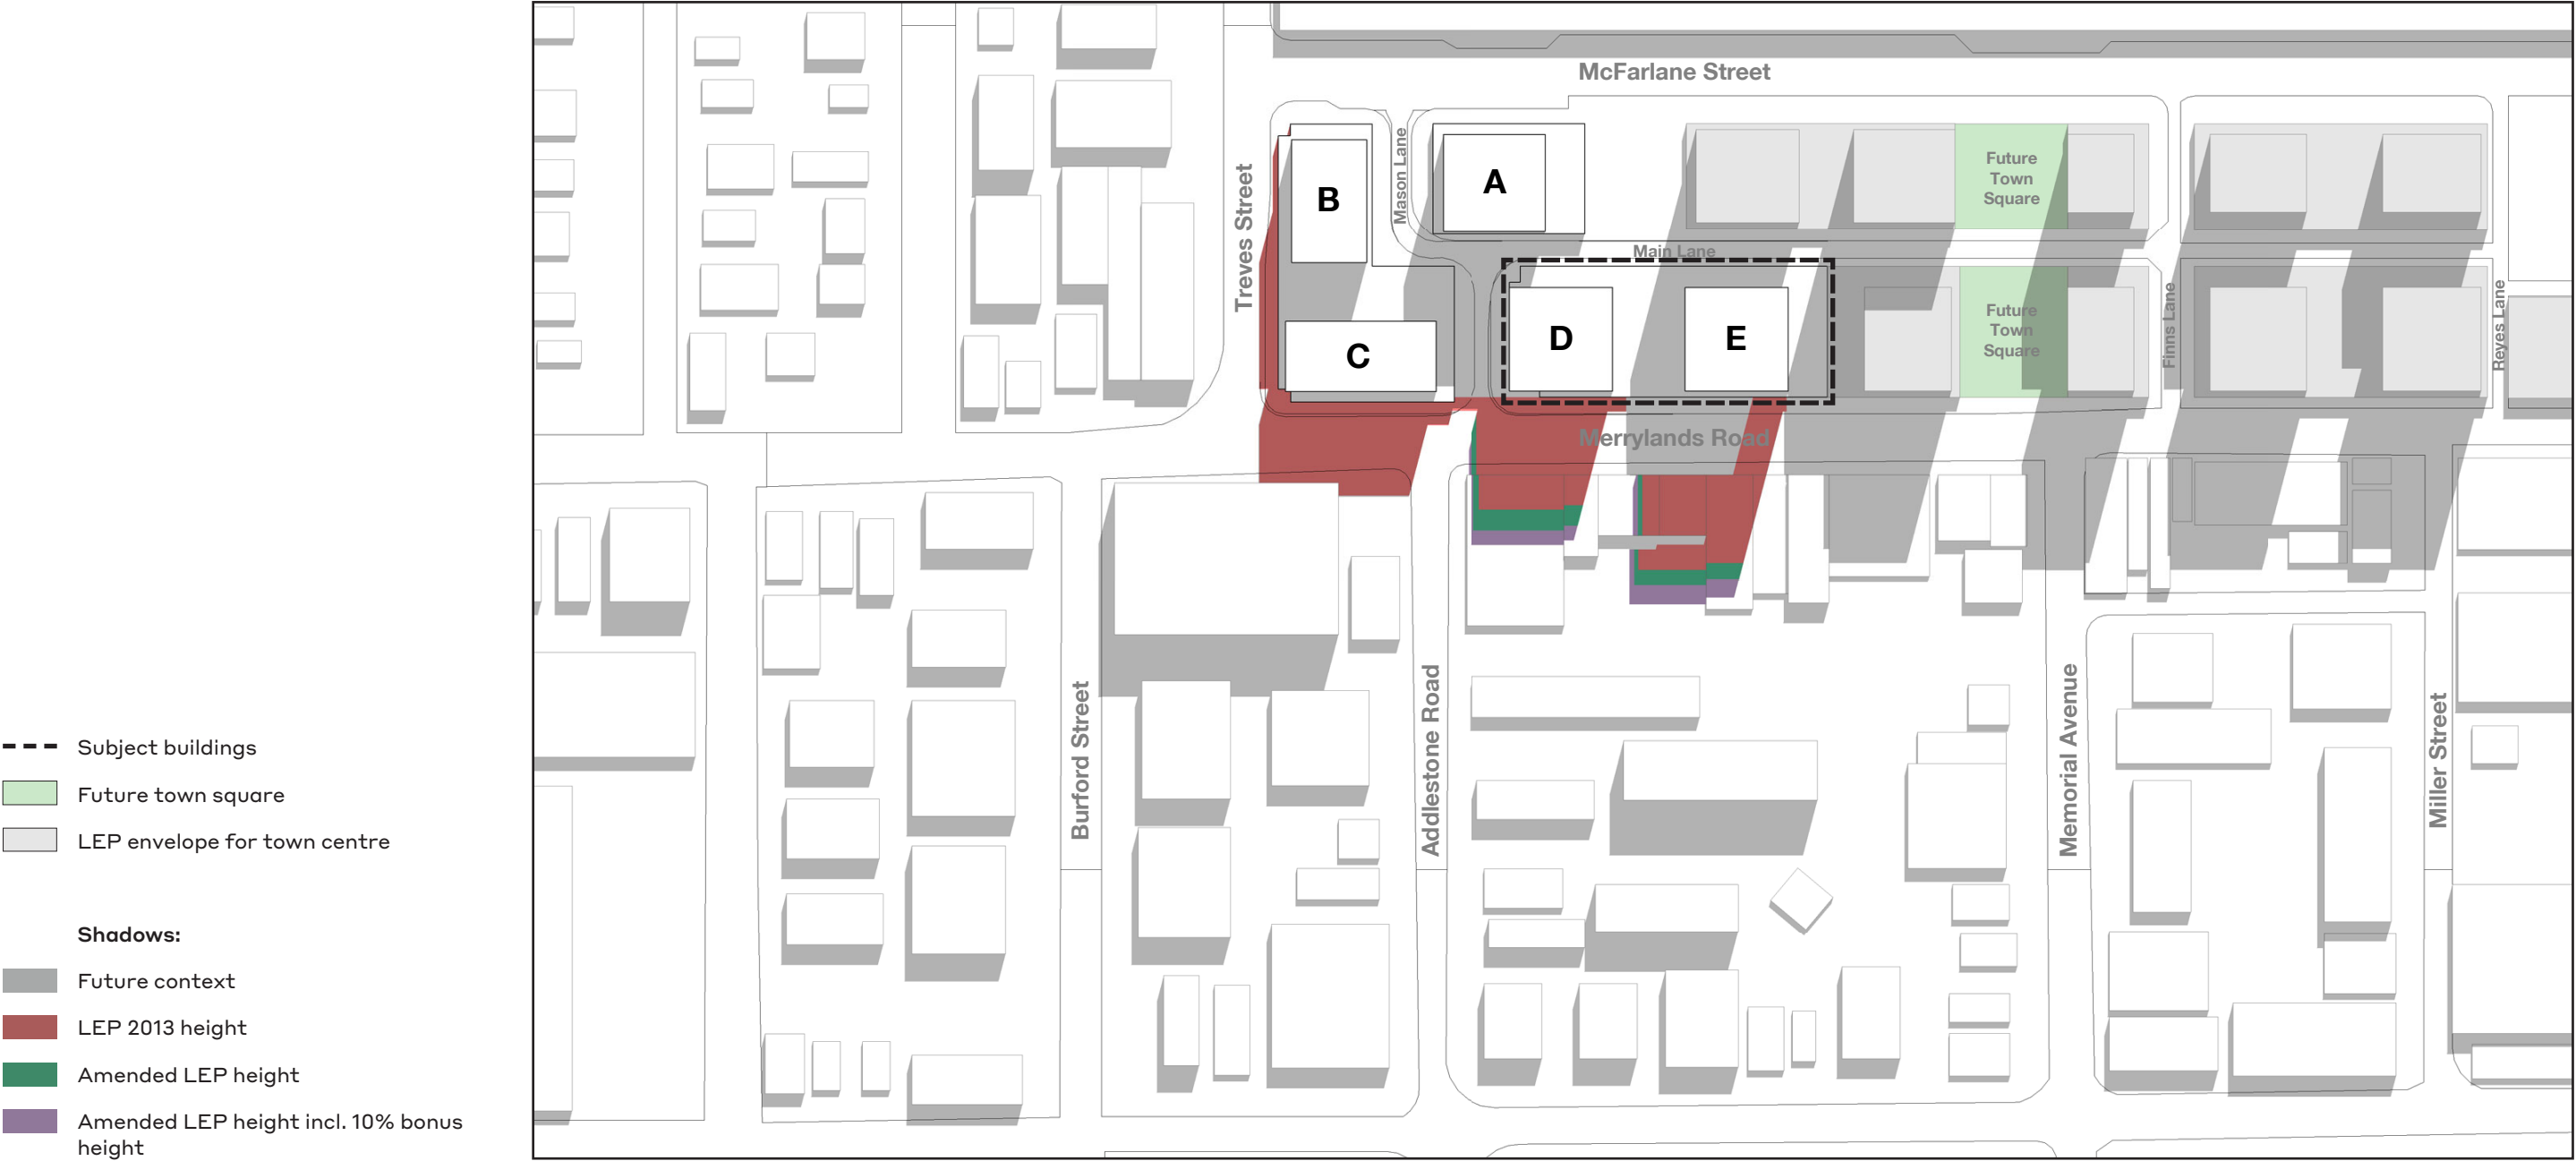 McFarlane Street
Mason Lane
Treves Street
B
A
Future
Town
Square
Main Lane
D
E
C
Future
Town
Square
Finns Lane
Reyes Lane
Merrylands Road
Burford Street
Addlestone Road
Memorial Avenue
Miller Street
Subject buildings
Future town square
LEP envelope for town centre
Shadows:
Future context
LEP 2013 height
Amended LEP height
Amended LEP height incl. 10% bonus
height